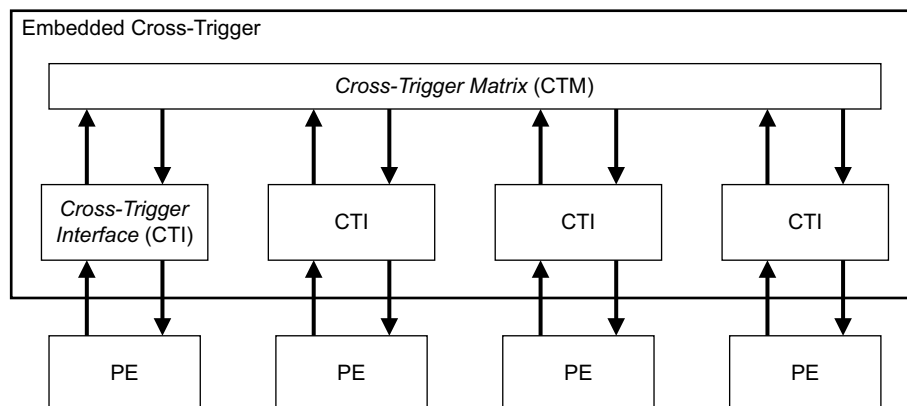 Embedded Cross-Trigger
Cross-Trigger Matrix (CTM)
Cross-Trigger
Interface (CTI)
CTI
CTI
CTI
PE
PE
PE
PE